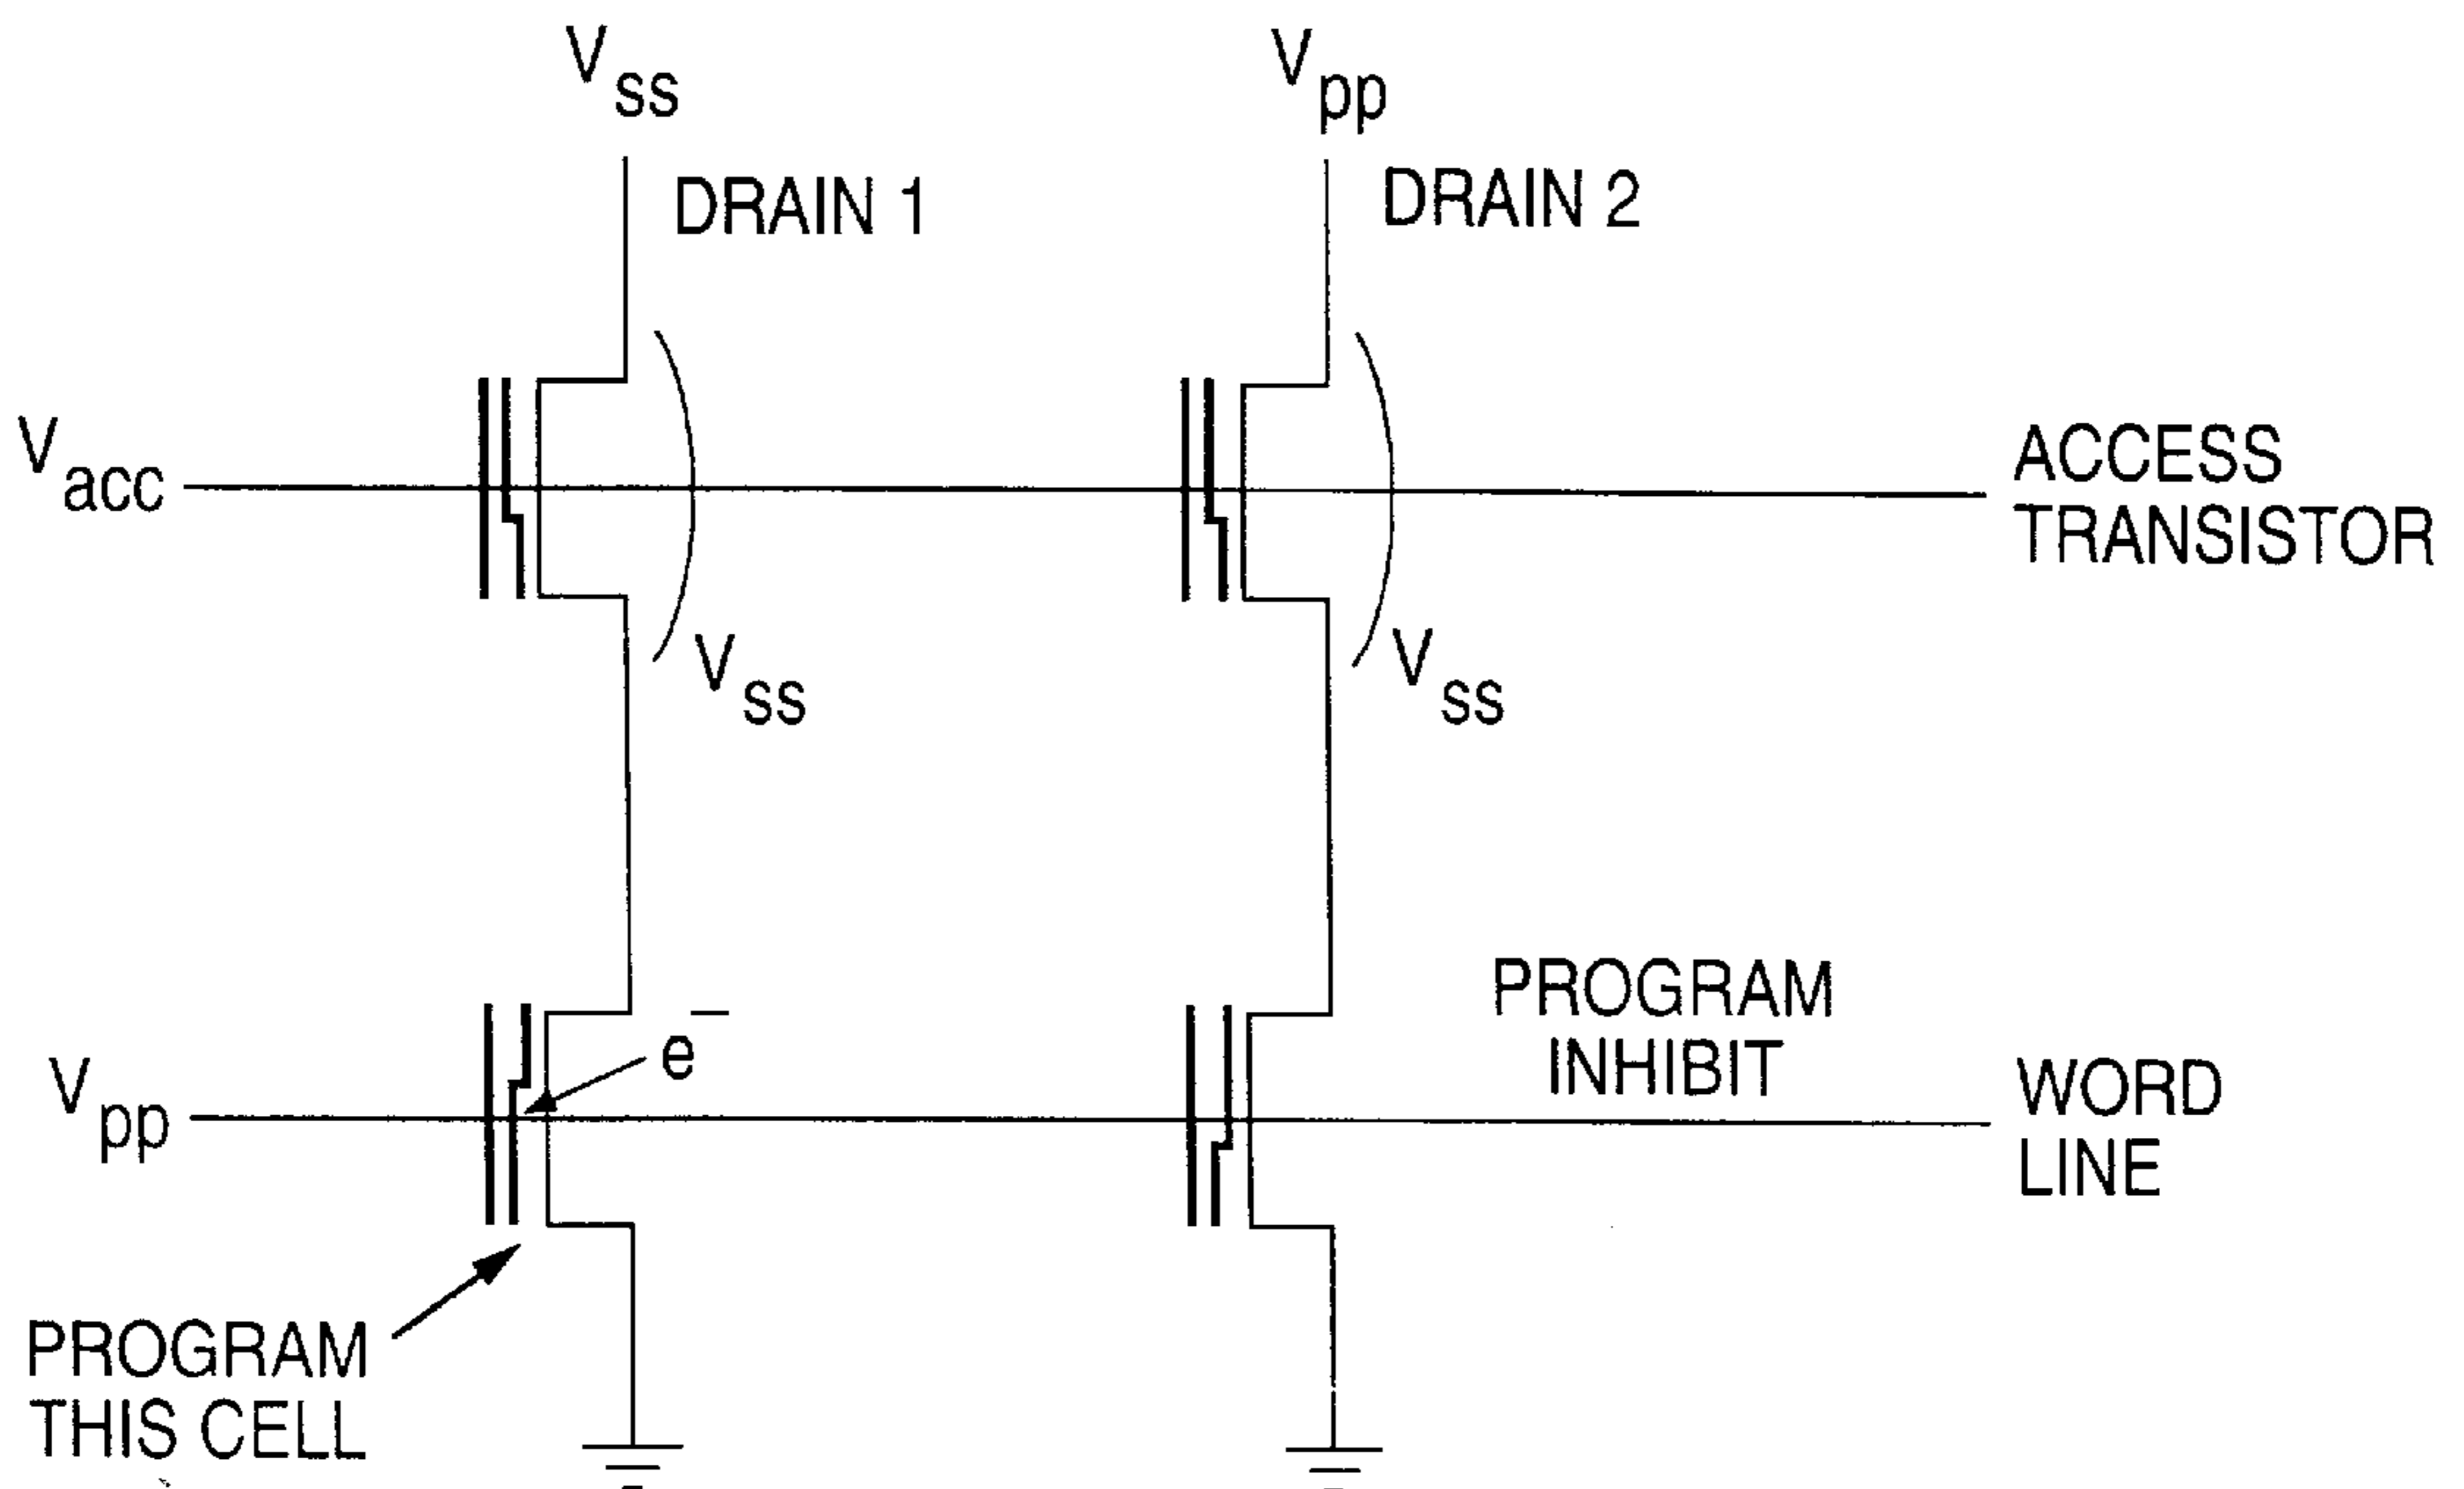 Vss
Vpp
DRAIN 1
DRAIN 2
Vacc
ACCESS
TRANSISTOR
Vss
Vss
e⁻
PROGRAM
INHIBIT
Vpp
WORD
LINE
PROGRAM
THIS CELL